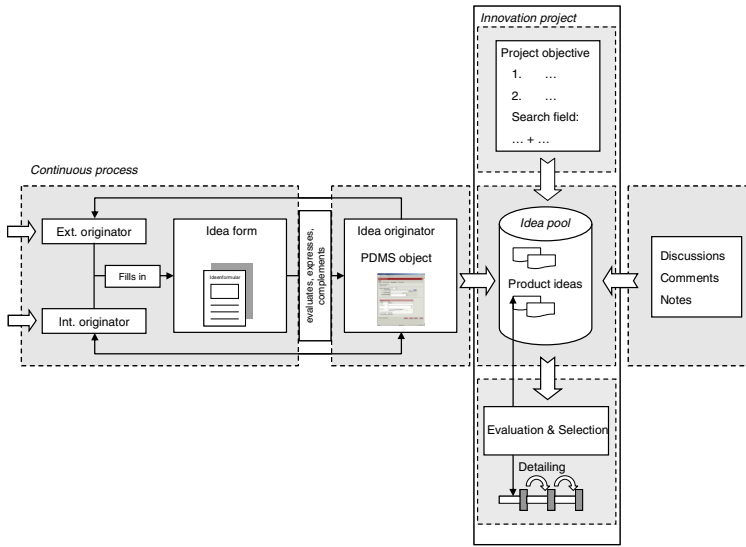 Innovation project
Project objective
1. ...
2. ...
Search field:
... + ...
Continuous process
Ext. originator
Int. originator
Fills in
Idea form
Ideenformular
evaluates, expresses,
complements
Idea originator
PDMS object
Idea pool
Product ideas
Discussions
Comments
Notes
Evaluation & Selection
Detailing